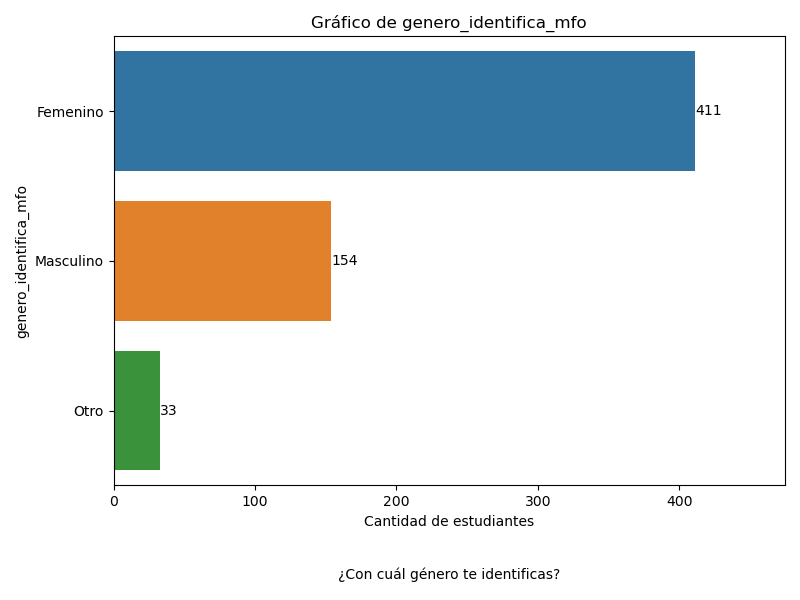 Gráfico de genero_identifica_mfo
genero_identifica_mfo
Femenino
411
Masculino
154
Otro
33
0 100 200 300 400
Cantidad de estudiantes
¿Con cuál género te identificas?